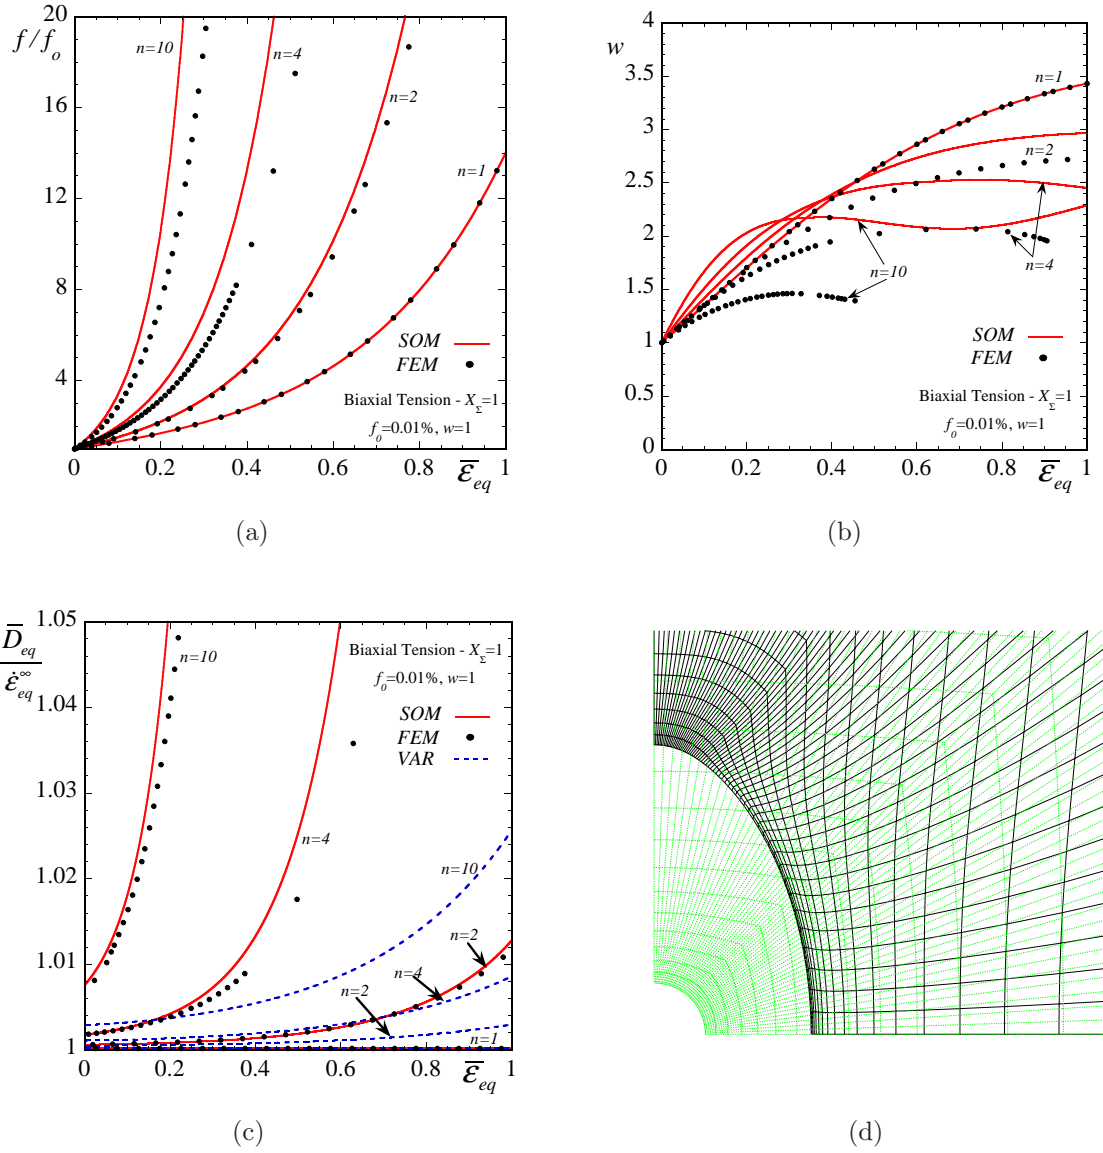 20
16
12
8
4
f/fₒ
n=10
n=4
n=2
n=1
SOM
FEM
Biaxial Tension - X_Σ=1
f₀=0.01%, w=1
0 0.2 0.4 0.6 0.8 1
ε̅_eq
(a)
4
3.5
3
2.5
2
1.5
1
0.5
0
w
n=1
n=2
n=4
n=10
SOM
FEM
Biaxial Tension - X_Σ=1
f₀=0.01%, w=1
0 0.2 0.4 0.6 0.8 1
ε̅_eq
(b)
1.05
1.04
1.03
1.02
1.01
1
D̅_eq
ε̇_eq^∞
Biaxial Tension - X_Σ=1
f₀=0.01%, w=1
SOM
FEM
VAR
n=10
n=4
n=10
n=2
n=4
n=2
n=1
0 0.2 0.4 0.6 0.8 1
ε̅_eq
(c)
(d)